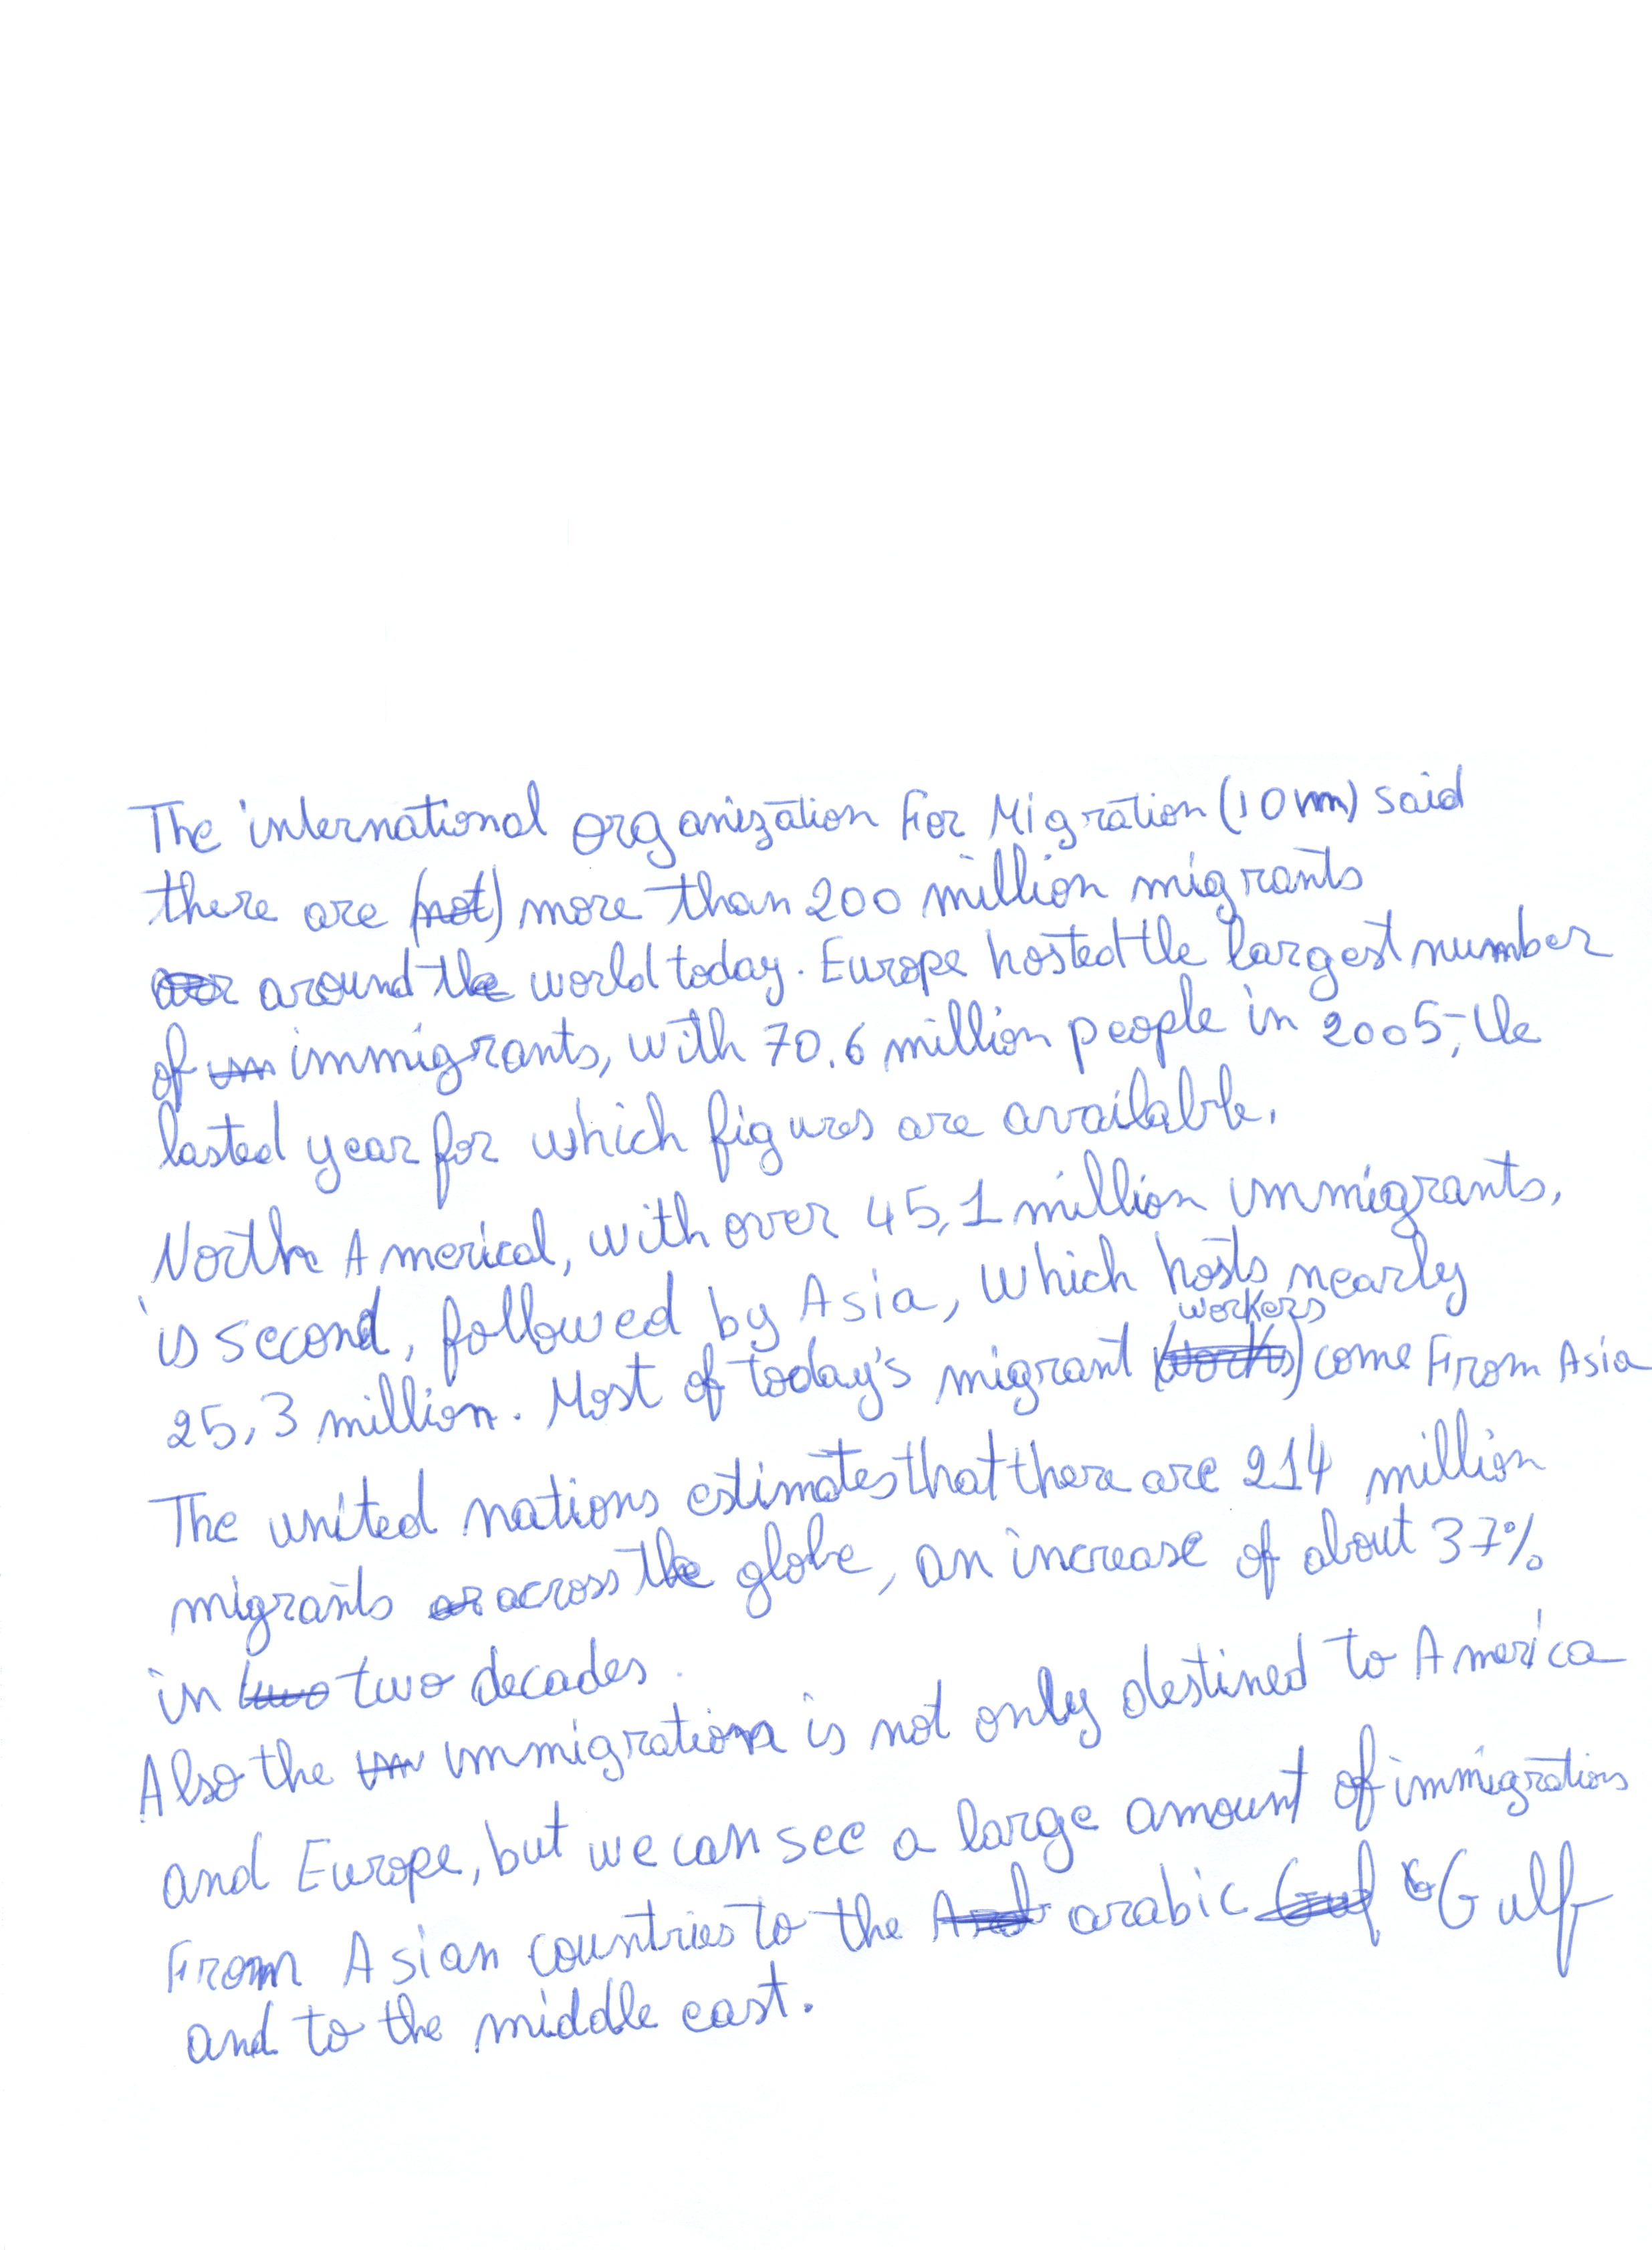 The international organization For Migration (10 vm) said
there are (not) more than 200 million migrants
around the world today. Europe hosted the largest number
of im immigrants, with 70.6 million people in 2005, the
lasted year for which figures are available.
North Americal, with over 45,1 million immigrants,
is second, followed by Asia, which hosts nearly
workers
25,3 million. Most of today's migrant (works) come From Asia
The united nations estimates that there are 214 million
migrants ar across the globe, an increase of about 37%
in two two decades.
Also the im immigration is not only destined to America
and Europe, but we can see a large amount of immigrations
From Asian countries to the arabic Guf Gulf
and to the middle east.